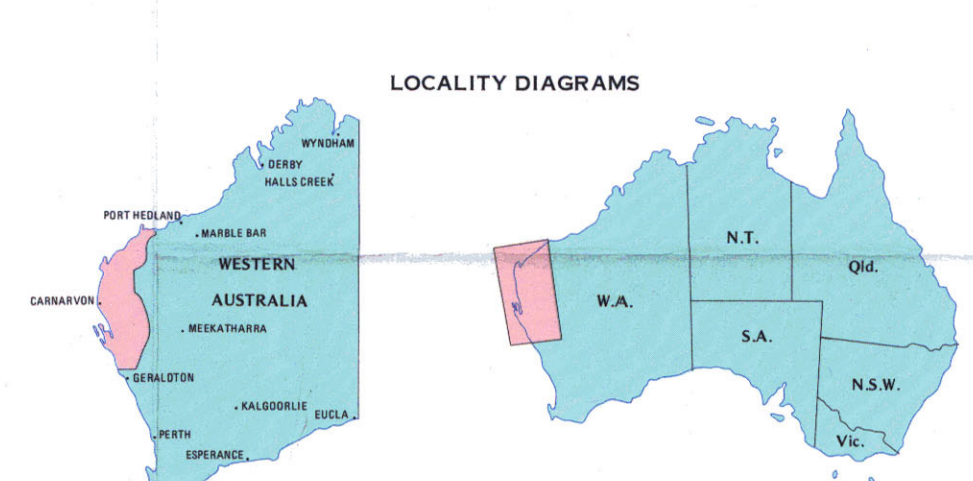 LOCALITY DIAGRAMS
WYNDHAM
DERBY
HALLS CREEK
PORT HEDLAND
MARBLE BAR
WESTERN
AUSTRALIA
CARNARVON
MEEKATHARRA
GERALDTON
KALGOORLIE
EUCLA
PERTH
ESPERANCE
N.T.
Qld.
W.A.
S.A.
N.S.W.
Vic.